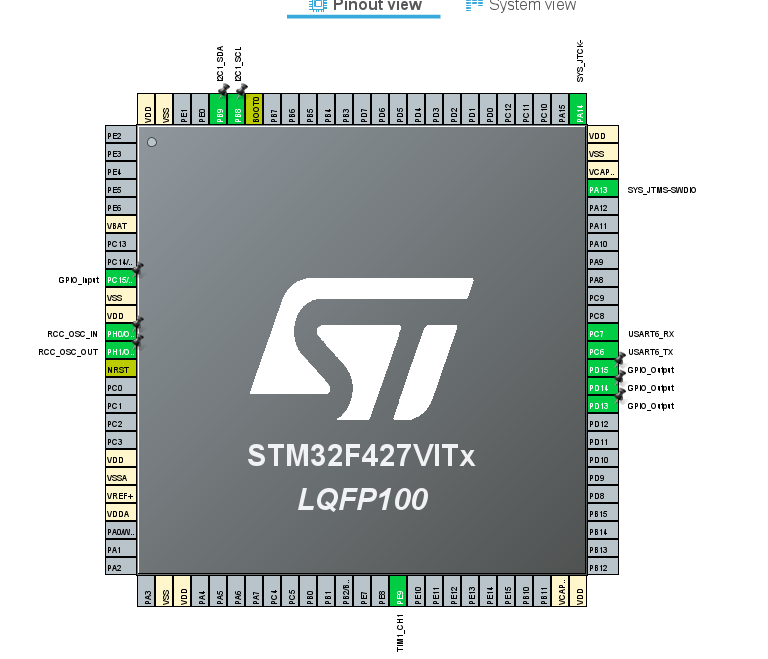 Pinout view
System view
I2C1_SDA
I2C1_SCL
SYS_JTCK-
VDD
VSS
PE1
PE0
PB9
PB8
BOOT0
PB7
PB6
PB5
PB4
PB3
PD7
PD6
PD5
PD4
PD3
PD2
PD1
PD0
PC12
PC11
PC10
PA15
PA14
PE2
PE3
PE4
PE5
PE6
VBAT
PC13
PC14/..
GPIO_Input
PC15/..
VSS
VDD
RCC_OSC_IN
PH0/O..
RCC_OSC_OUT
PH1/O..
NRST
PC0
PC1
PC2
PC3
VDD
VSSA
VREF+
VDDA
PA0/W..
PA1
PA2
STM32F427VITx
LQFP100
VDD
VSS
VCAP..
PA13
SYS_JTMS-SWDIO
PA12
PA11
PA10
PA9
PA8
PC9
PC8
PC7
USART6_RX
PC6
USART6_TX
PD15
GPIO_Output
PD14
GPIO_Output
PD13
GPIO_Output
PD12
PD11
PD10
PD9
PD8
PB15
PB14
PB13
PB12
PA3
VSS
VDD
PA4
PA5
PA6
PA7
PC4
PC5
PB0
PB1
PB2/B..
PE7
PE8
PE9
PE10
PE11
PE12
PE13
PE14
PE15
PB10
PB11
VCAP..
VDD
TIM1_CH1